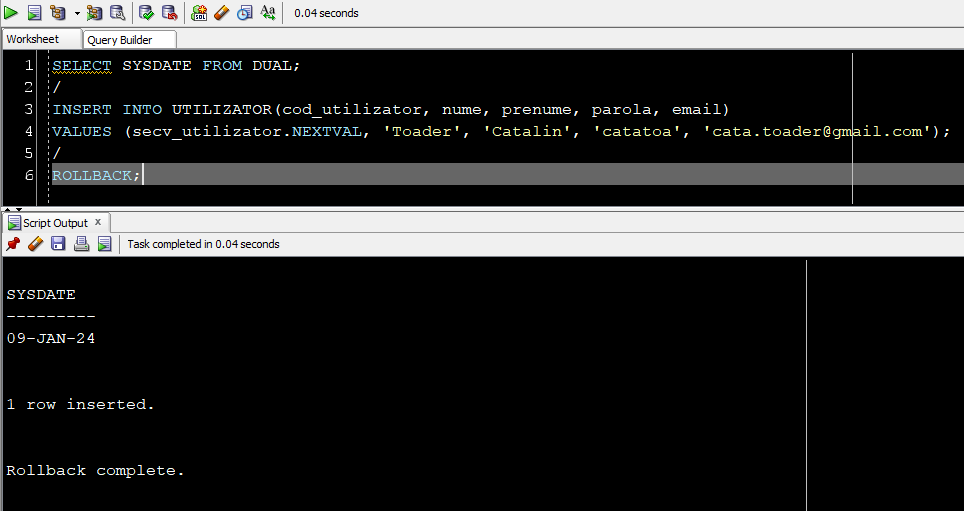 0.04 seconds
Worksheet Query Builder
1 SELECT SYSDATE FROM DUAL;
2 /
3 INSERT INTO UTILIZATOR(cod_utilizator, nume, prenume, parola, email)
4 VALUES (secv_utilizator.NEXTVAL, 'Toader', 'Catalin', 'catatoa', 'cata.toader@gmail.com');
5 /
6 ROLLBACK;
Script Output x
Task completed in 0.04 seconds
SYSDATE
---------
09-JAN-24
1 row inserted.
Rollback complete.